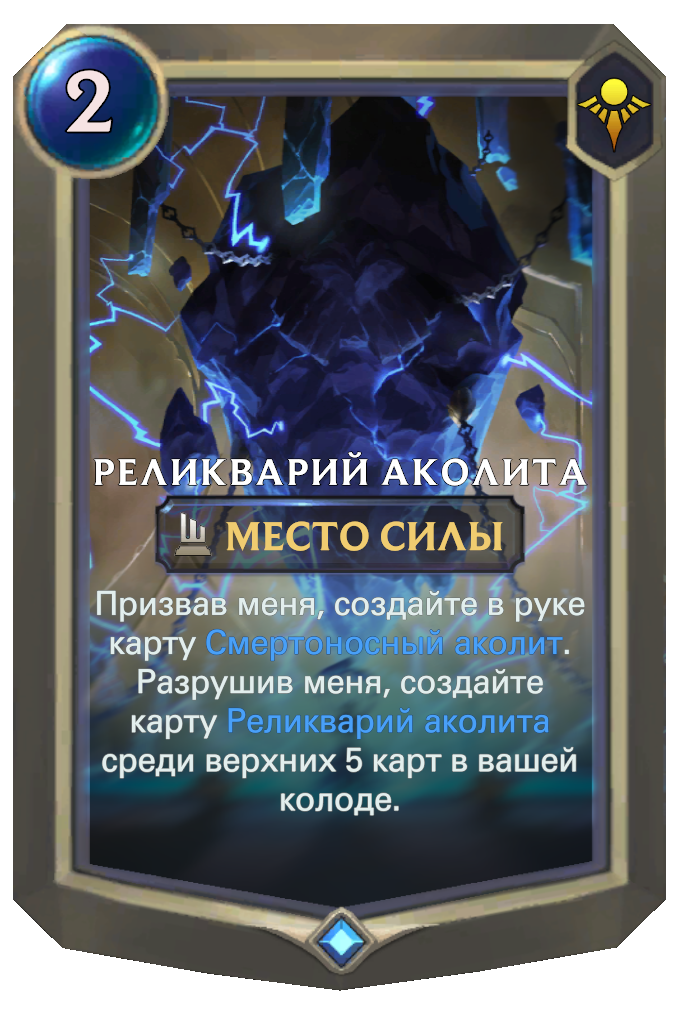 2
РЕЛИКВАРИЙ АКОЛИТА
МЕСТО СИЛЫ
Призвав меня, создайте в руке
карту Смертоносный аколит.
Разрушив меня, создайте
карту Реликварий аколита
среди верхних 5 карт в вашей
колоде.